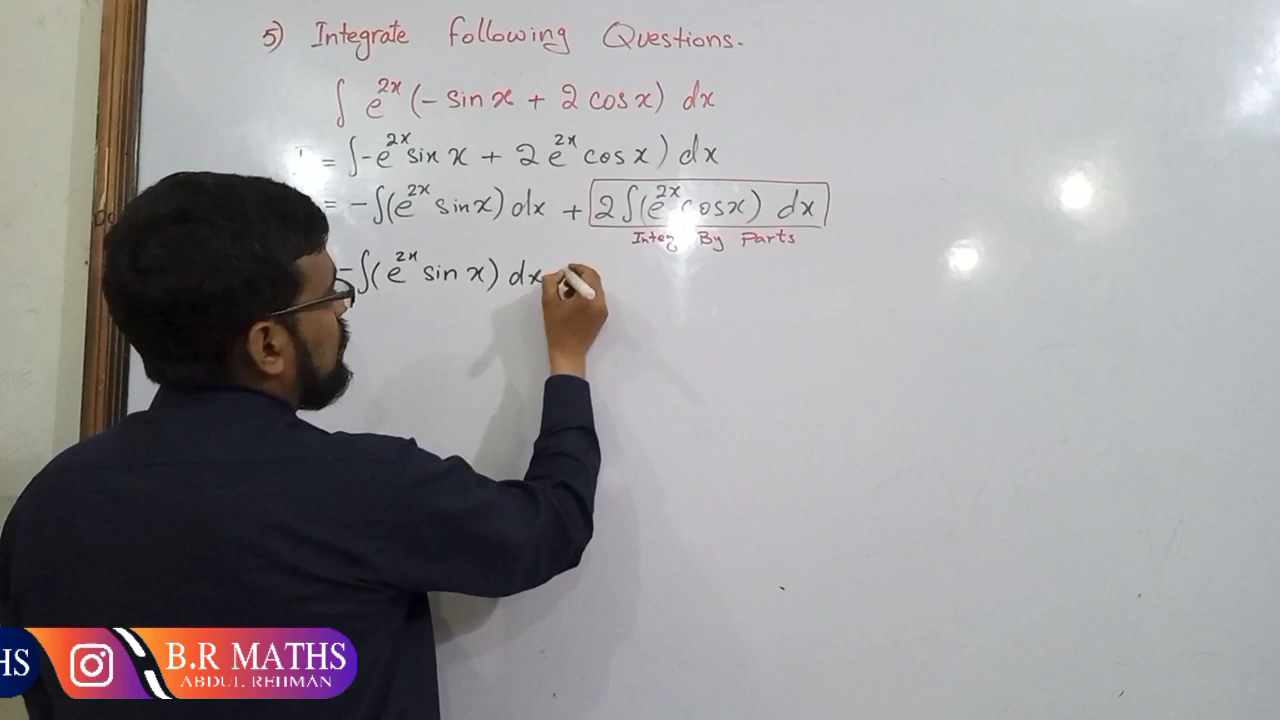 5) Integrate following Questions.
∫ e^{2x} (- sin x + 2 cos x) dx
I = ∫ -e^{2x} sin x + 2 e^{2x} cos x) dx
= -∫(e^{2x} sin x) dx + 2 ∫(e^{2x} cos x) dx
Integ By Parts
-∫(e^{2x} sin x) dx
HS
B.R MATHS
ABDUL REHMAN